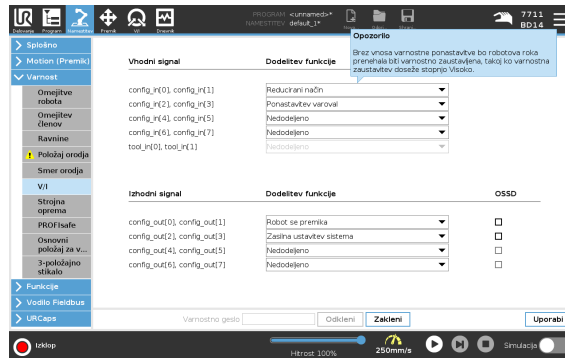 PROGRAM <unnamed>*
NAMESTITEV default_1*
7711
BD14
Delovanje Program Namestitev Premik V/I Dnevnik
Opozorilo
Brez vnosa varnostne ponastavitve bo robotova roka
prenehala biti varnostno zaustavljena, takoj ko varnostna
zaustavitev doseže stopnjo Visoko.
Splošno
Motion (Premik)
Varnost
Omejitve
robota
Omejitev
členov
Ravnine
Položaj orodja
Smer orodja
V/I
Strojna
oprema
PROFIsafe
Osnovni
položaj za v...
3-položajno
stikalo
Funkcije
Vodilo Fieldbus
URCaps
Vhodni signal Dodelitev funkcije
config_in[0], config_in[1] Reducirani način
config_in[2], config_in[3] Ponastavitev varoval
config_in[4], config_in[5] Nedodeljeno
config_in[6], config_in[7] Nedodeljeno
tool_in[0], tool_in[1] Nedodeljeno
Izhodni signal Dodelitev funkcije OSSD
config_out[0], config_out[1] Robot se premika
config_out[2], config_out[3] Zasilna ustavitev sistema
config_out[4], config_out[5] Nedodeljeno
config_out[6], config_out[7] Nedodeljeno
Varnostno geslo Odkleni Zakleni Uporabi
Izklop
Hitrost 100%
250mm/s
Simulacija